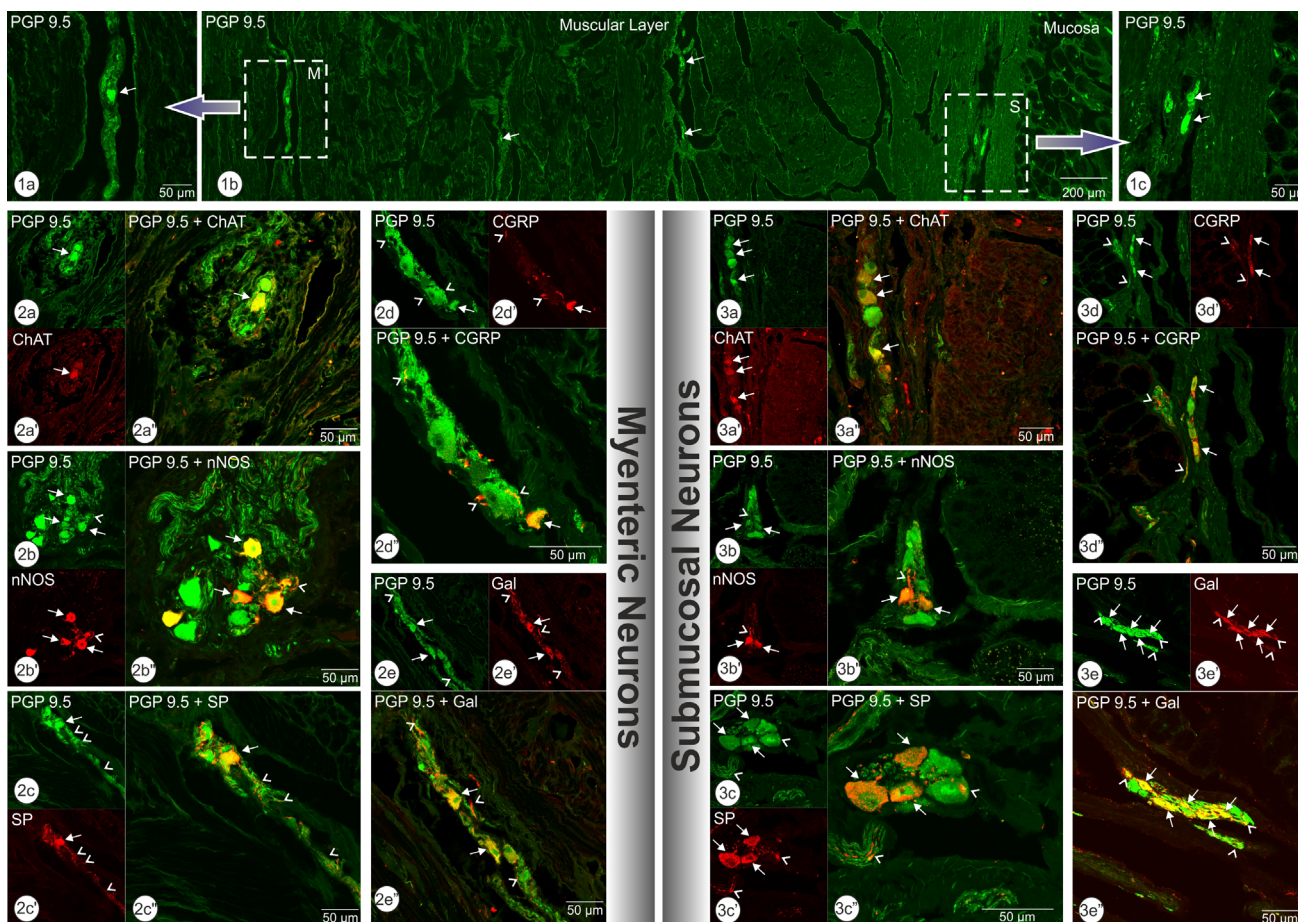 PGP 9.5
1a
50 µm
PGP 9.5
Muscular Layer
Mucosa
M
S
1b
200 µm
PGP 9.5
1c
50 µm
PGP 9.5
2a
ChAT
2a'
PGP 9.5 + ChAT
2a"
50 µm
PGP 9.5
2b
nNOS
2b'
PGP 9.5 + nNOS
2b"
50 µm
PGP 9.5
2c
SP
2c'
PGP 9.5 + SP
2c"
50 µm
PGP 9.5
2d
CGRP
2d'
PGP 9.5 + CGRP
2d"
50 µm
PGP 9.5
2e
Gal
2e'
PGP 9.5 + Gal
2e"
50 µm
Myenteric Neurons
Submucosal Neurons
PGP 9.5
3a
ChAT
3a'
PGP 9.5 + ChAT
3a"
50 µm
PGP 9.5
3b
nNOS
3b'
PGP 9.5 + nNOS
3b"
50 µm
PGP 9.5
3c
SP
3c'
PGP 9.5 + SP
3c"
50 µm
PGP 9.5
3d
CGRP
3d'
PGP 9.5 + CGRP
3d"
50 µm
PGP 9.5
3e
Gal
3e'
PGP 9.5 + Gal
3e"
50 µm